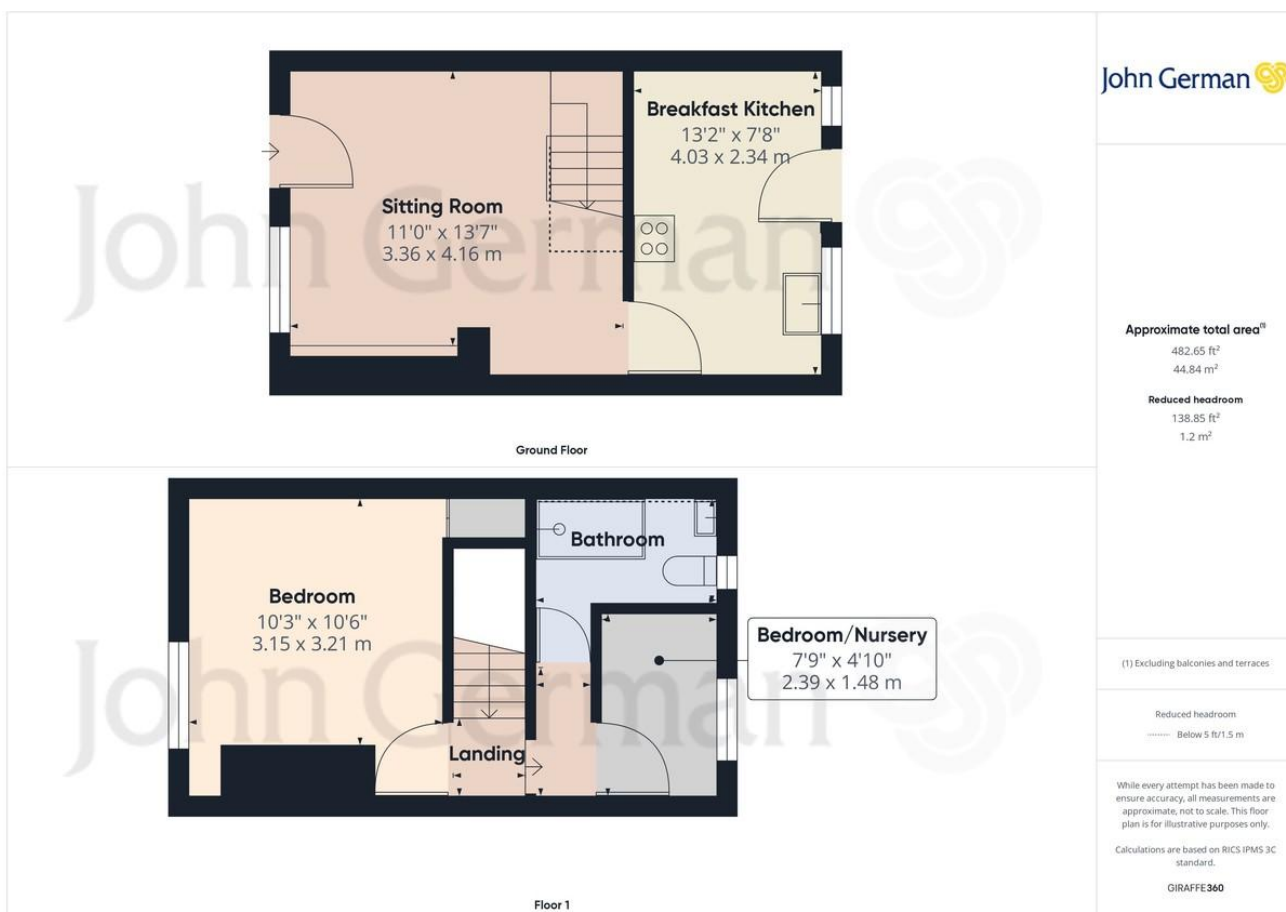 John German
Breakfast Kitchen
13'2" x 7'8"
4.03 x 2.34 m
Sitting Room
11'0" x 13'7"
3.36 x 4.16 m
John German
Ground Floor
Bathroom
Bedroom
10'3" x 10'6"
3.15 x 3.21 m
Bedroom/Nursery
7'9" x 4'10"
2.39 x 1.48 m
Landing
John German
Floor 1
Approximate total area(1)
482.65 ft²
44.84 m²
Reduced headroom
138.85 ft²
1.2 m²
(1) Excluding balconies and terraces
Reduced headroom
Below 5 ft/1.5 m
While every attempt has been made to
ensure accuracy, all measurements are
approximate, not to scale. This floor
plan is for illustrative purposes only.
Calculations are based on RICS IPMS 3C
standard.
GIRAFFE360